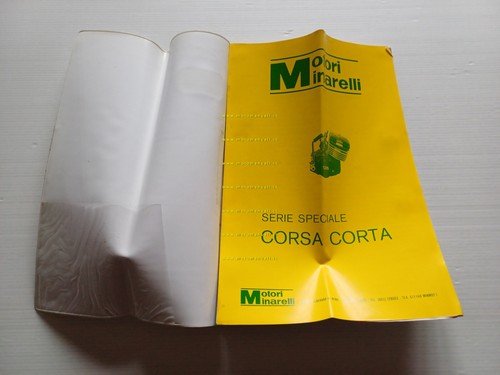 Motori
Minarelli
SERIE SPECIALE
CORSA CORTA
Motori
Minarelli